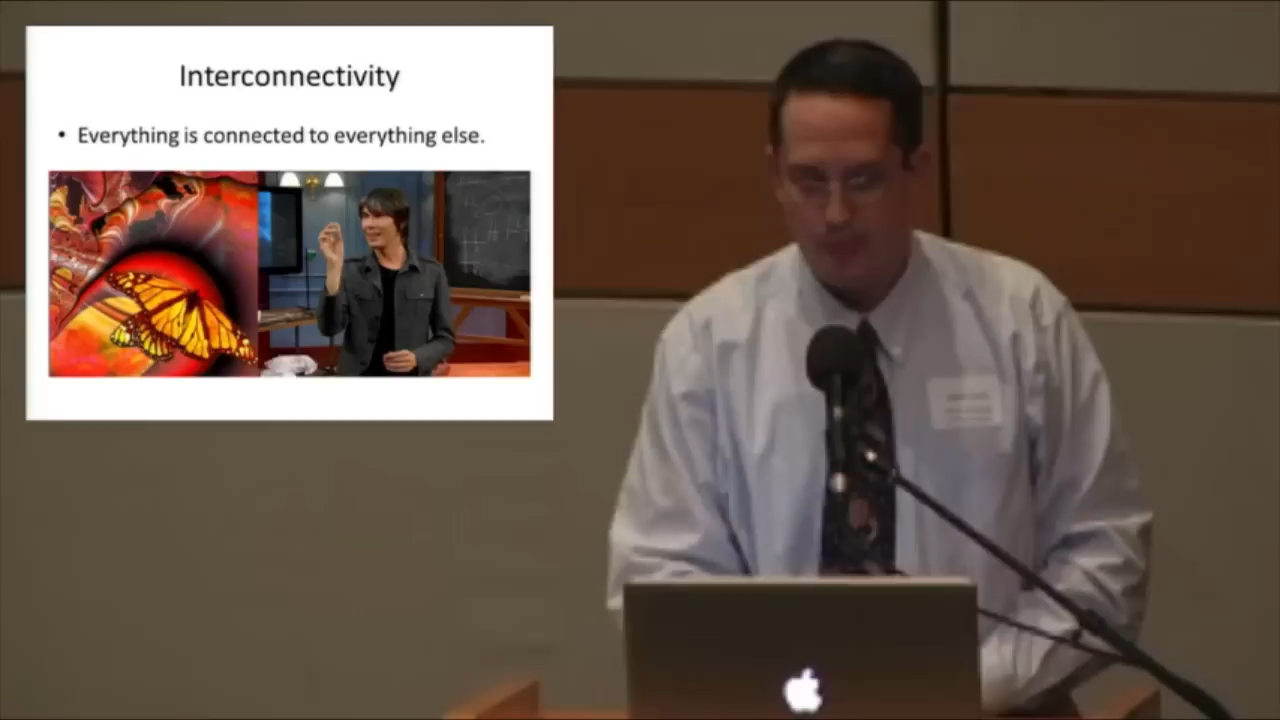 Interconnectivity
• Everything is connected to everything else.